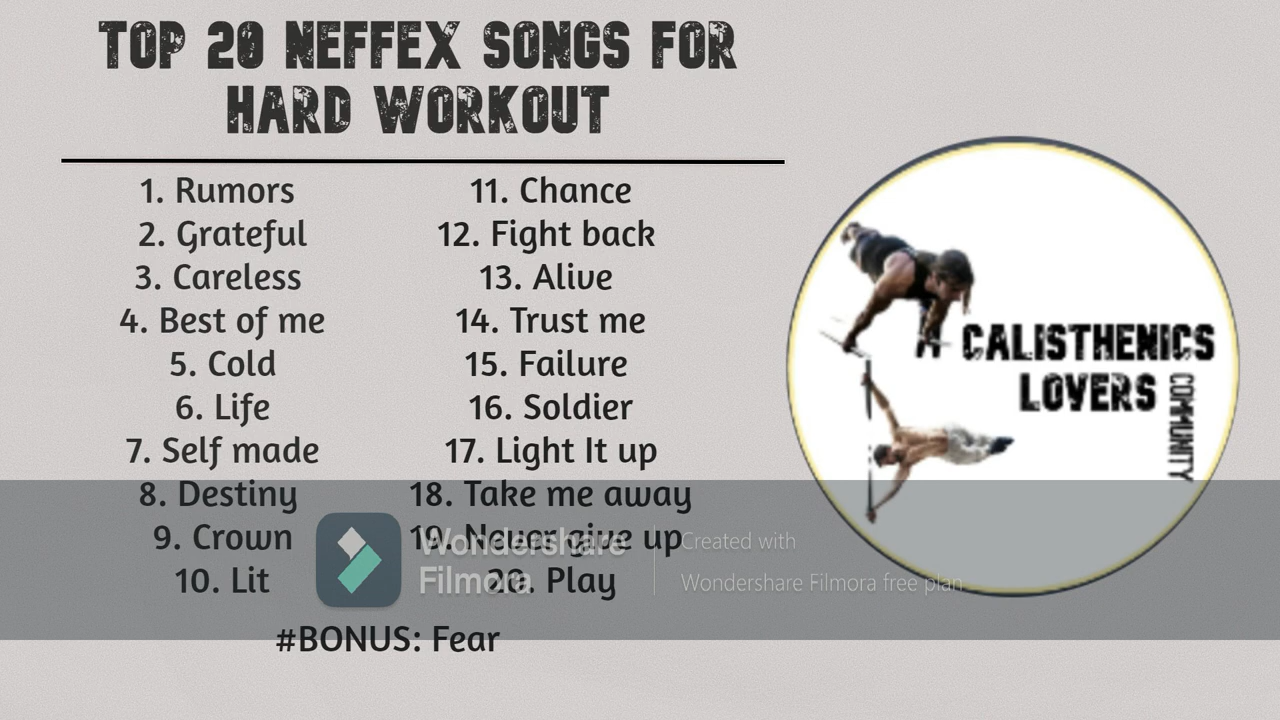 TOP 20 NEFFEX SONGS FOR
HARD WORKOUT
1. Rumors
2. Grateful
3. Careless
4. Best of me
5. Cold
6. Life
7. Self made
8. Destiny
9. Crown
10. Lit
11. Chance
12. Fight back
13. Alive
14. Trust me
15. Failure
16. Soldier
17. Light It up
18. Take me away
19. Never give up
20. Play
#BONUS: Fear
CALISTHENICS
LOVERS
COMMUNITY
Wondershare
Filmora
Created with
Wondershare Filmora free plan